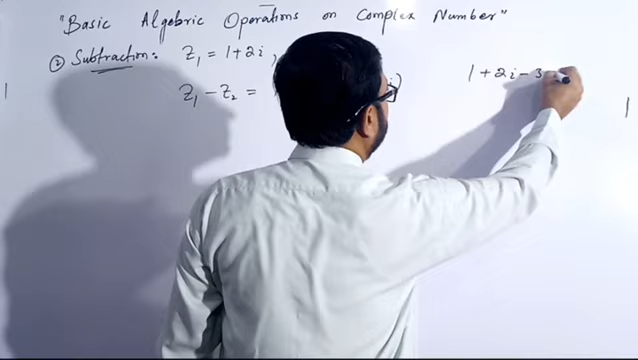 "Basic Algebric Operations on Complex Number"
② Subtraction: Z₁ = 1+2i,
Z₁ - Z₂ = i) 1+2i-3